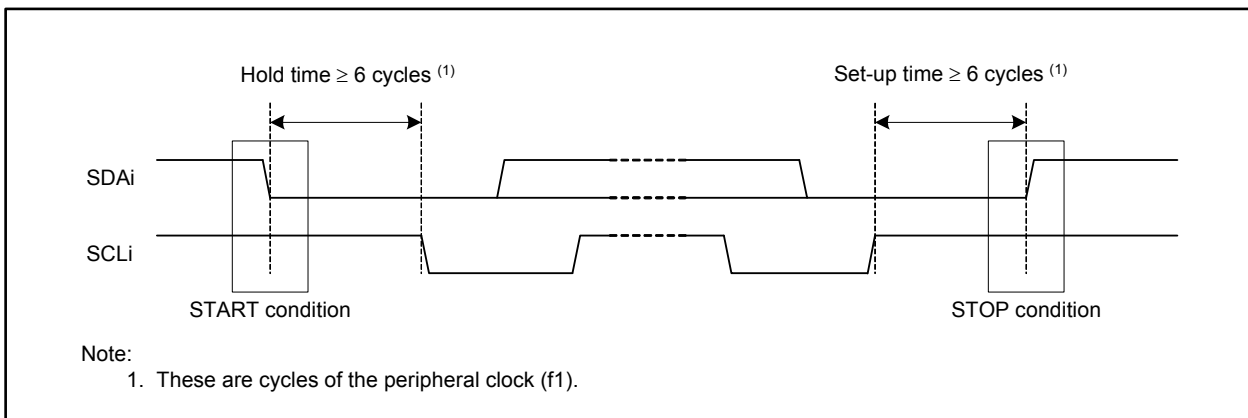 Hold time ≥ 6 cycles (1)
Set-up time ≥ 6 cycles (1)
SDAi
SCLi
START condition
STOP condition
Note:
1. These are cycles of the peripheral clock (f1).